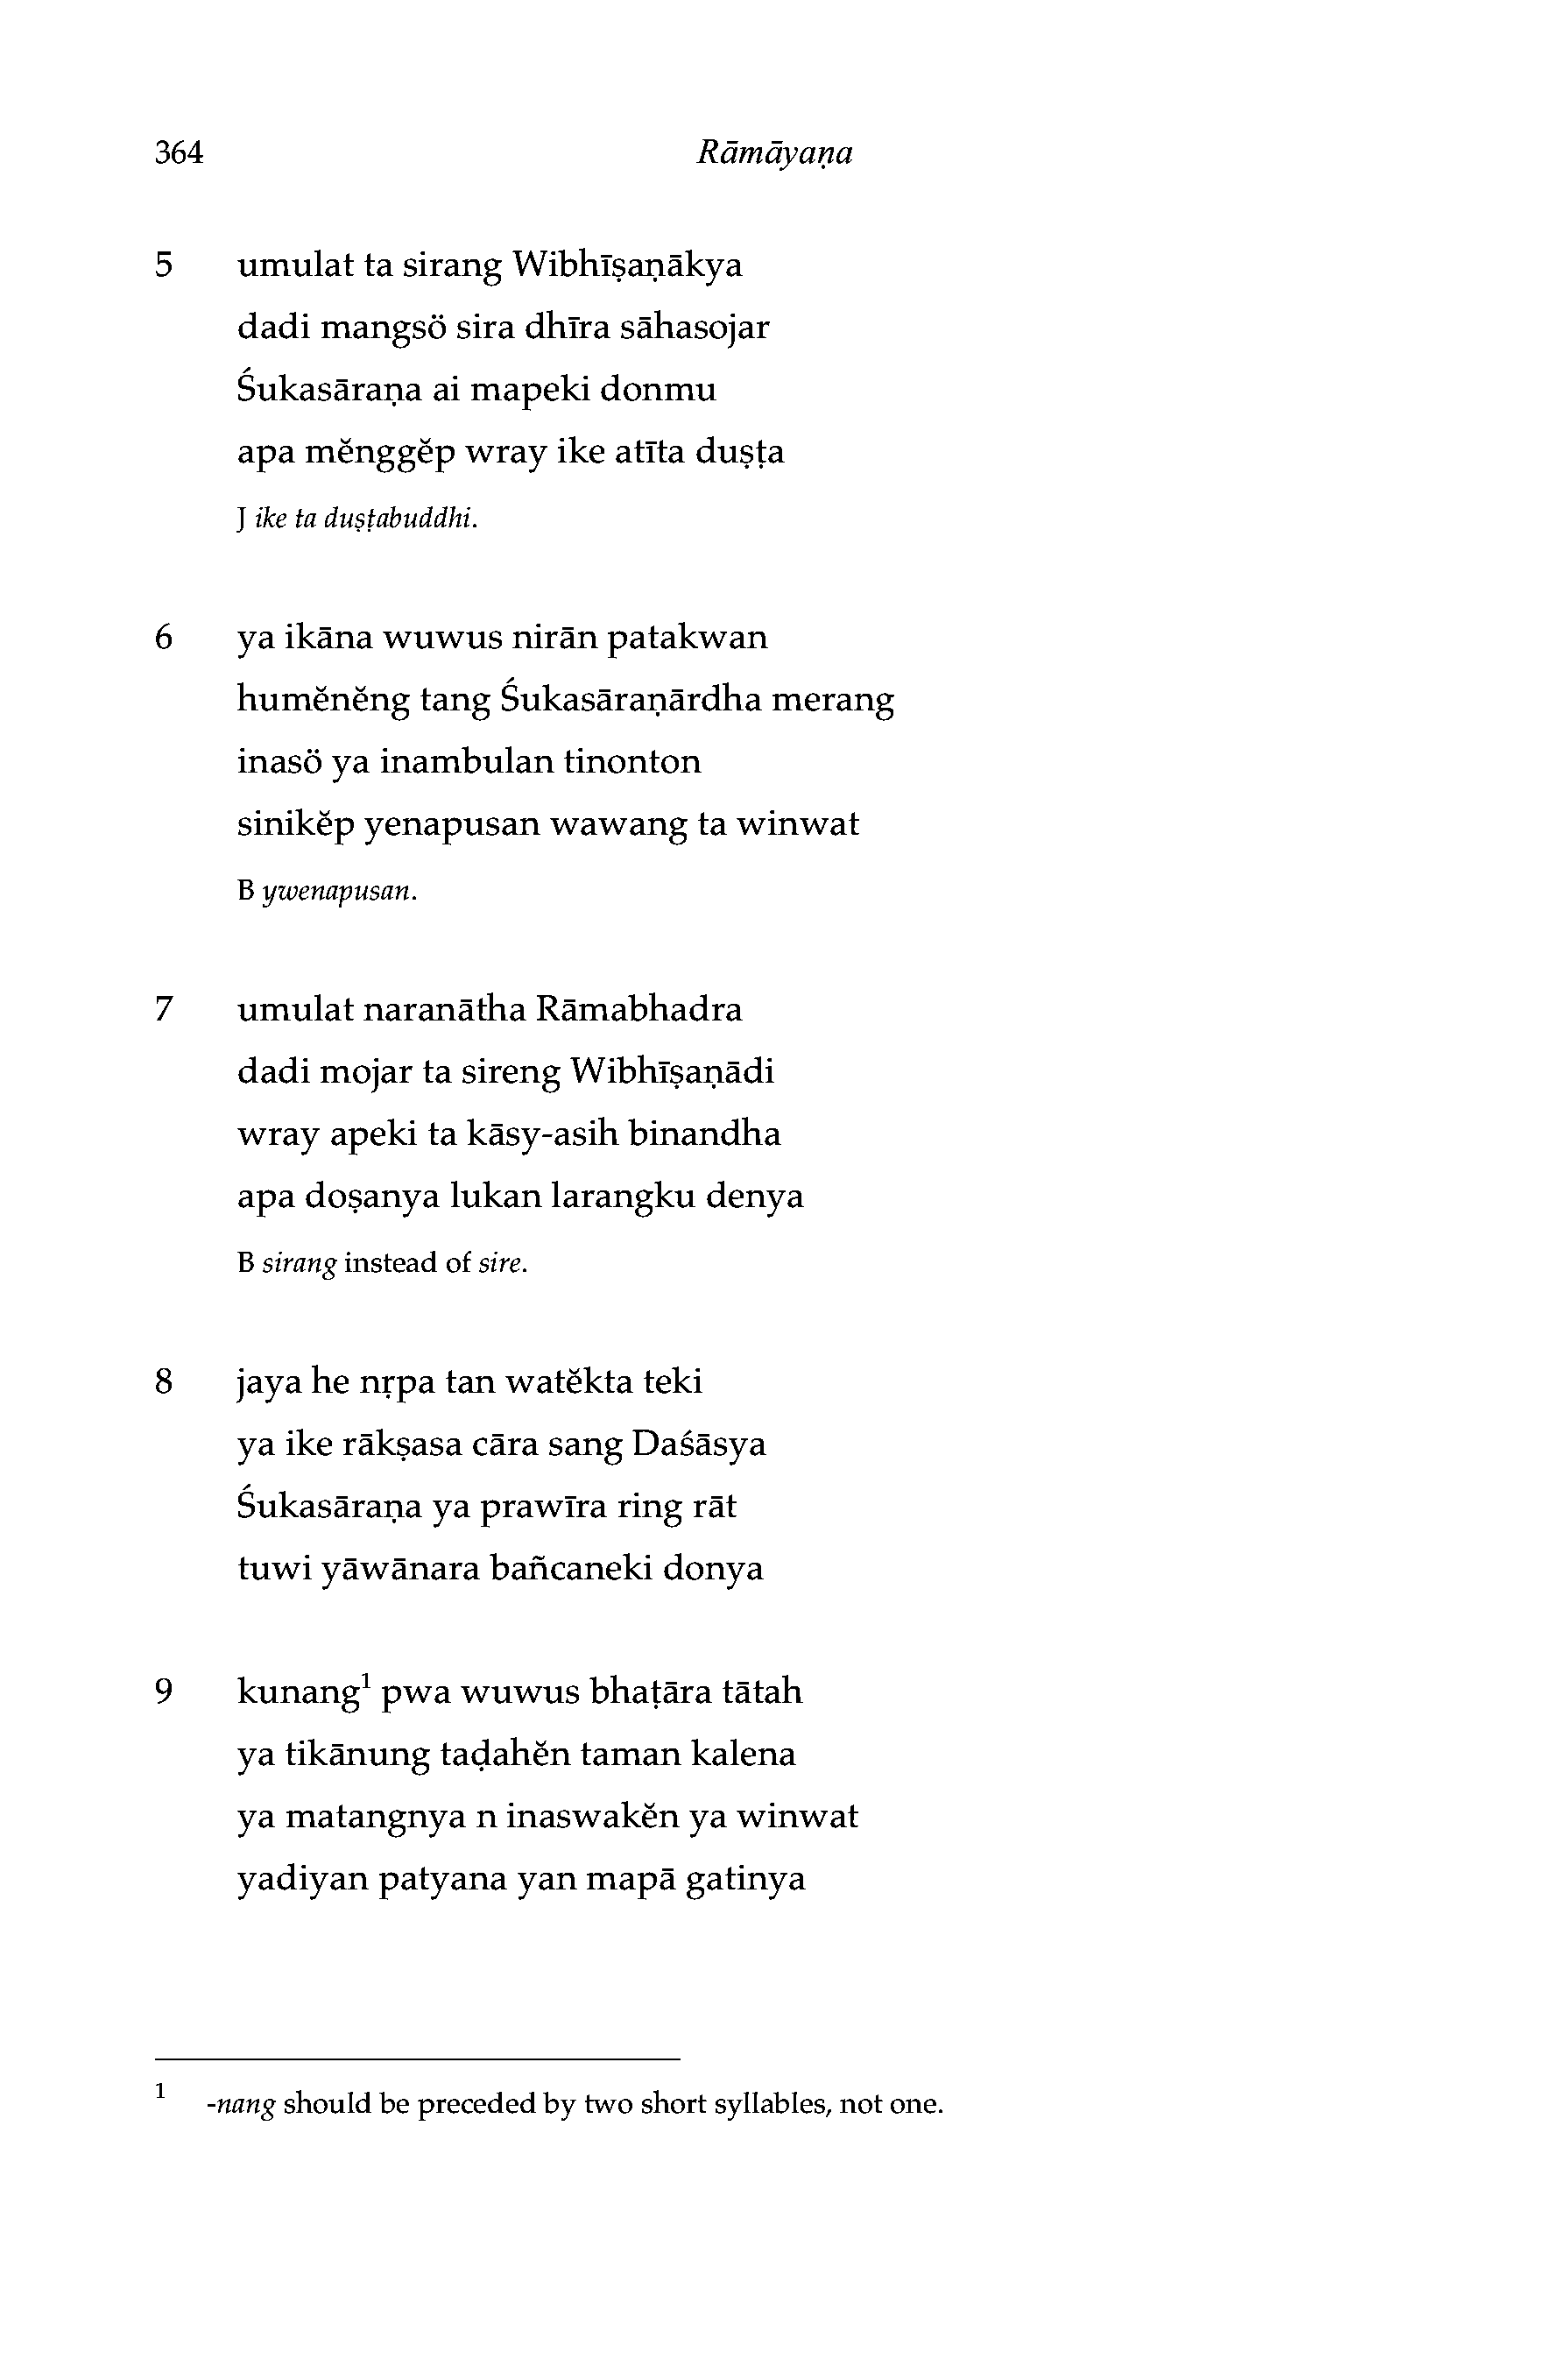 364 Rāmāyaṇa
5 umulat ta sirang Wibhīṣaṇākya
dadi mangsö sira dhīra sāhasojar
Śukasāraṇa ai mapeki donmu
apa mĕnggĕp wray ike atīta duṣṭa
J ike ta duṣṭabuddhi.
6 ya ikāna wuwus nirān patakwan
humĕnĕng tang Śukasāraṇārdha merang
inasö ya inambulan tinonton
sinikĕp yenapusan wawang ta winwat
B ywenapusan.
7 umulat naranātha Rāmabhadra
dadi mojar ta sireng Wibhīṣaṇādi
wray apeki ta kāsy-asih binandha
apa doṣanya lukan larangku denya
B sirang instead of sire.
8 jaya he nṛpa tan watĕkta teki
ya ike rākṣasa cāra sang Daśāsya
Śukasāraṇa ya prawīra ring rāt
tuwi yāwānara bañcaneki donya
9 kunang¹ pwa wuwus bhaṭāra tātah
ya tikānung taḍahĕn taman kalena
ya matangnya n inaswakĕn ya winwat
yadiyan patyana yan mapā gatinya
¹ -nang should be preceded by two short syllables, not one.